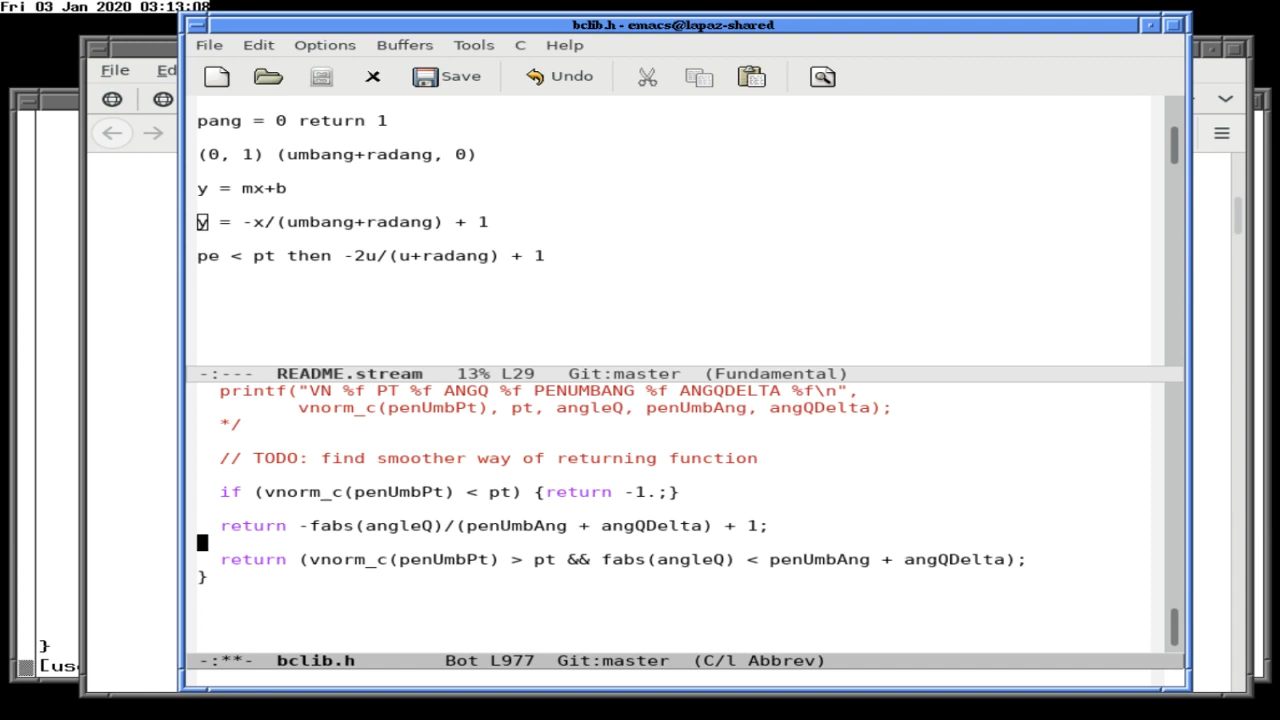 Fri 03 Jan 2020 03:13:08
bclib.h - emacs@lapaz-shared
File Edit Options Buffers Tools C Help
File Ed
Save Undo
pang = 0 return 1
(0, 1) (umbang+radang, 0)
y = mx+b
y = -x/(umbang+radang) + 1
pe < pt then -2u/(u+radang) + 1
-:--- README.stream 13% L29 Git:master (Fundamental)
printf("VN %f PT %f ANGQ %f PENUMBANG %f ANGQDELTA %f\n",
vnorm_c(penUmbPt), pt, angleQ, penUmbAng, angQDelta);
*/
// TODO: find smoother way of returning function
if (vnorm_c(penUmbPt) < pt) {return -1.;}
return -fabs(angleQ)/(penUmbAng + angQDelta) + 1;
return (vnorm_c(penUmbPt) > pt && fabs(angleQ) < penUmbAng + angQDelta);
}
}
[use
-:**- bclib.h Bot L977 Git:master (C/l Abbrev)